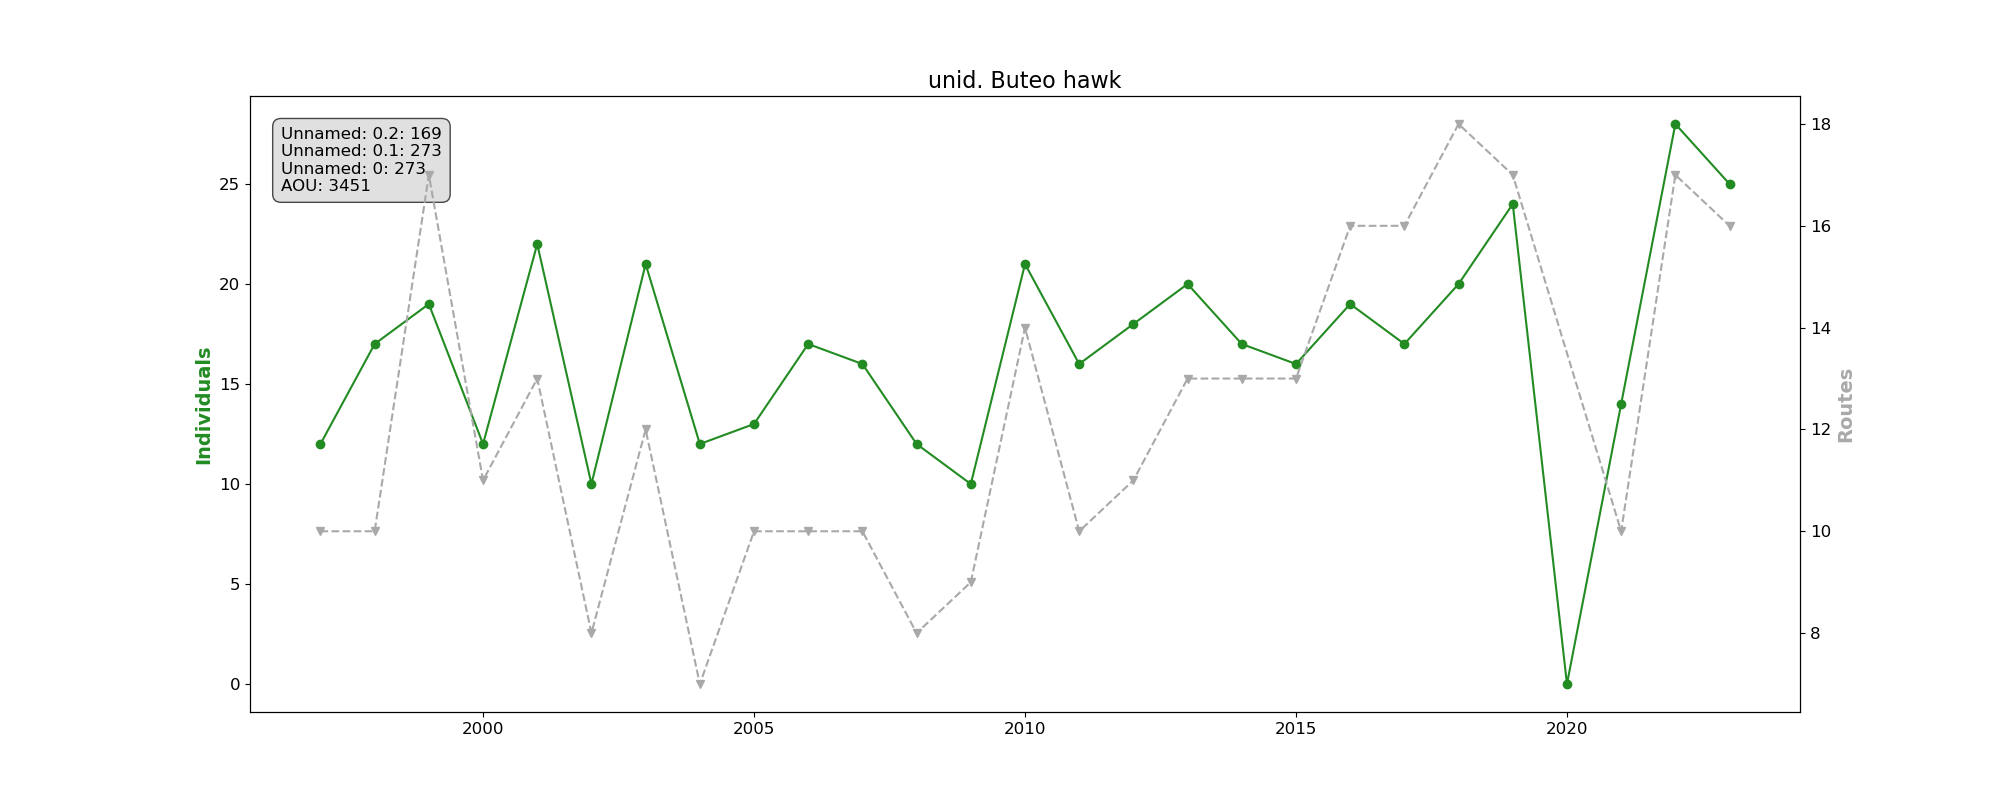 unid. Buteo hawk
Unnamed: 0.2: 169
Unnamed: 0.1: 273
Unnamed: 0: 273
AOU: 3451
Individuals
25
20
15
10
5
0
18
16
14
12
10
8
Routes
2000 2005 2010 2015 2020